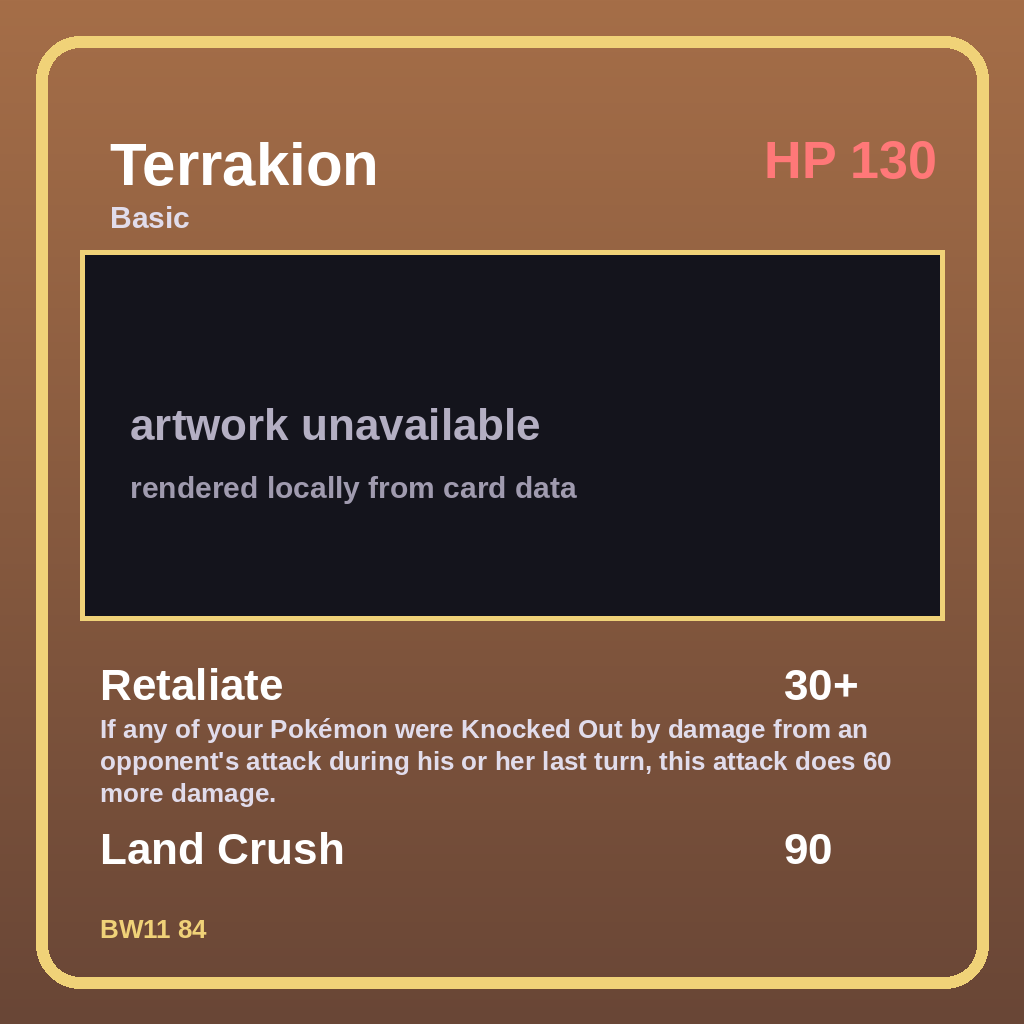 Terrakion
HP 130
Basic
artwork unavailable
rendered locally from card data
Retaliate
30+
If any of your Pokémon were Knocked Out by damage from an
opponent's attack during his or her last turn, this attack does 60
more damage.
Land Crush
90
BW11 84